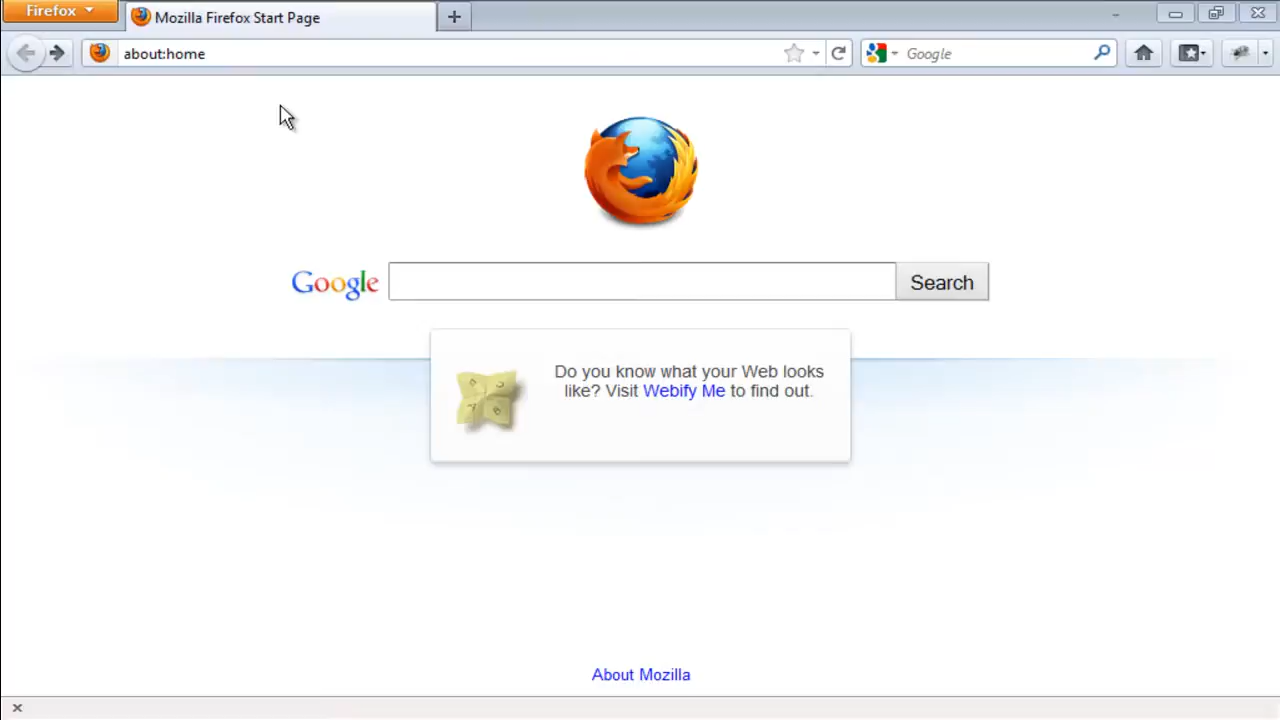 Firefox
Mozilla Firefox Start Page
about:home
Google
Google
Search
Do you know what your Web looks
like? Visit Webify Me to find out.
About Mozilla